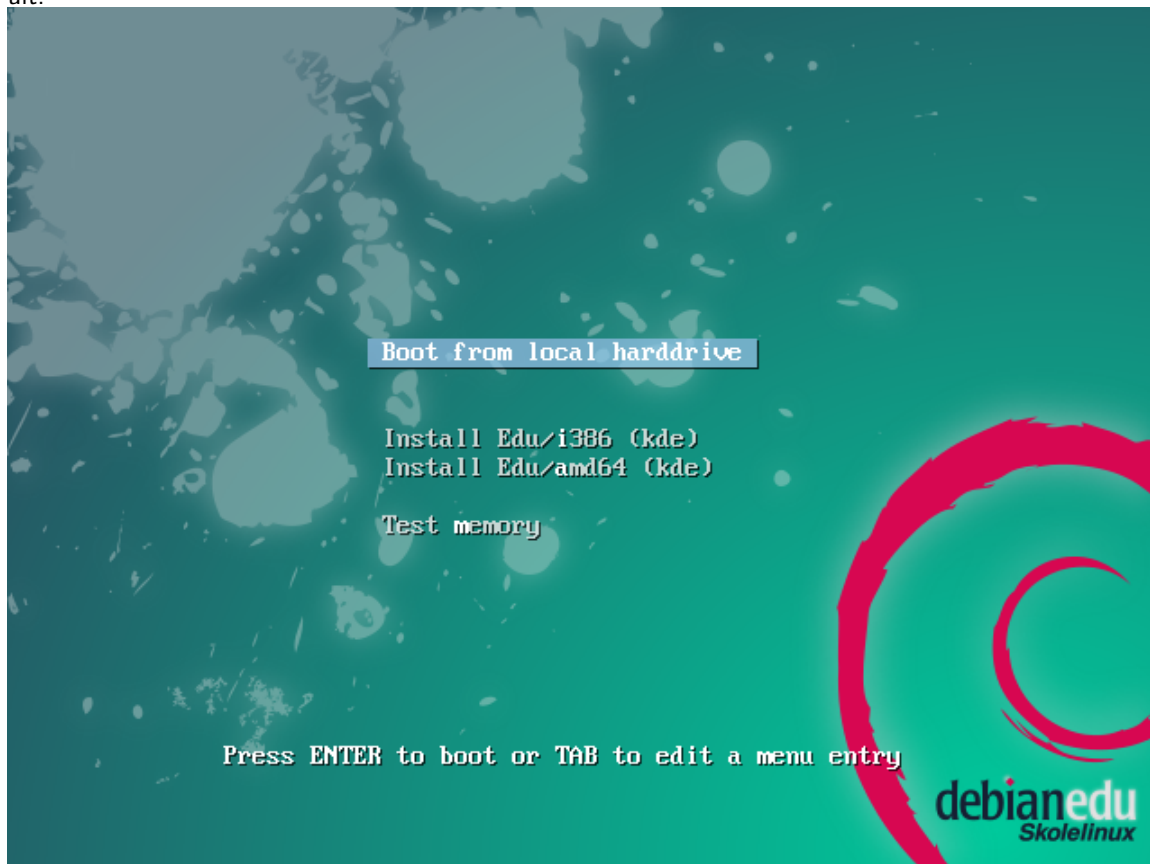 Boot from local harddrive
Install Edu/i386 (kde)
Install Edu/amd64 (kde)
Test memory
Press ENTER to boot or TAB to edit a menu entry
debianedu
Skolelinux